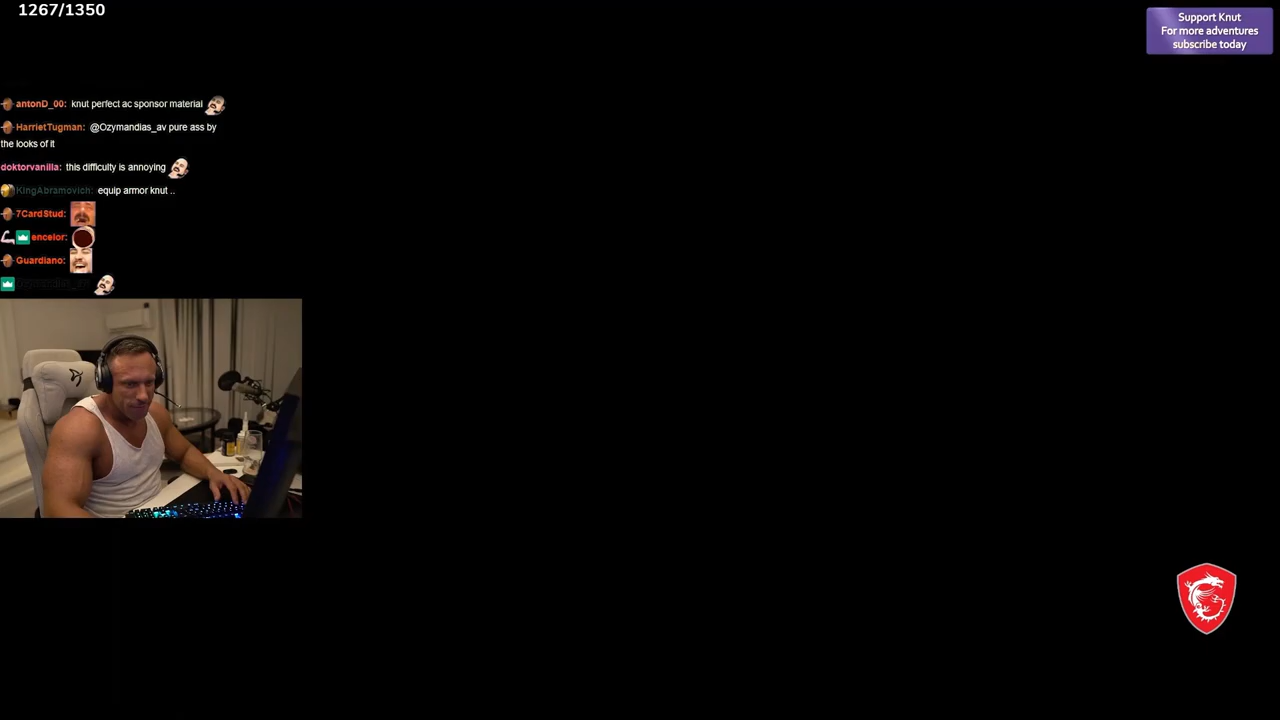 1267/1350
Support Knut
For more adventures
subscribe today
antonD_00: knut perfect ac sponsor material
HarrietTugman: @Ozymandias_av pure ass by
the looks of it
doktorvanilla: this difficulty is annoying
KingAbramovich: equip armor knut ..
7CardStud:
encelor:
Guardiano:
Ozymandias_av: